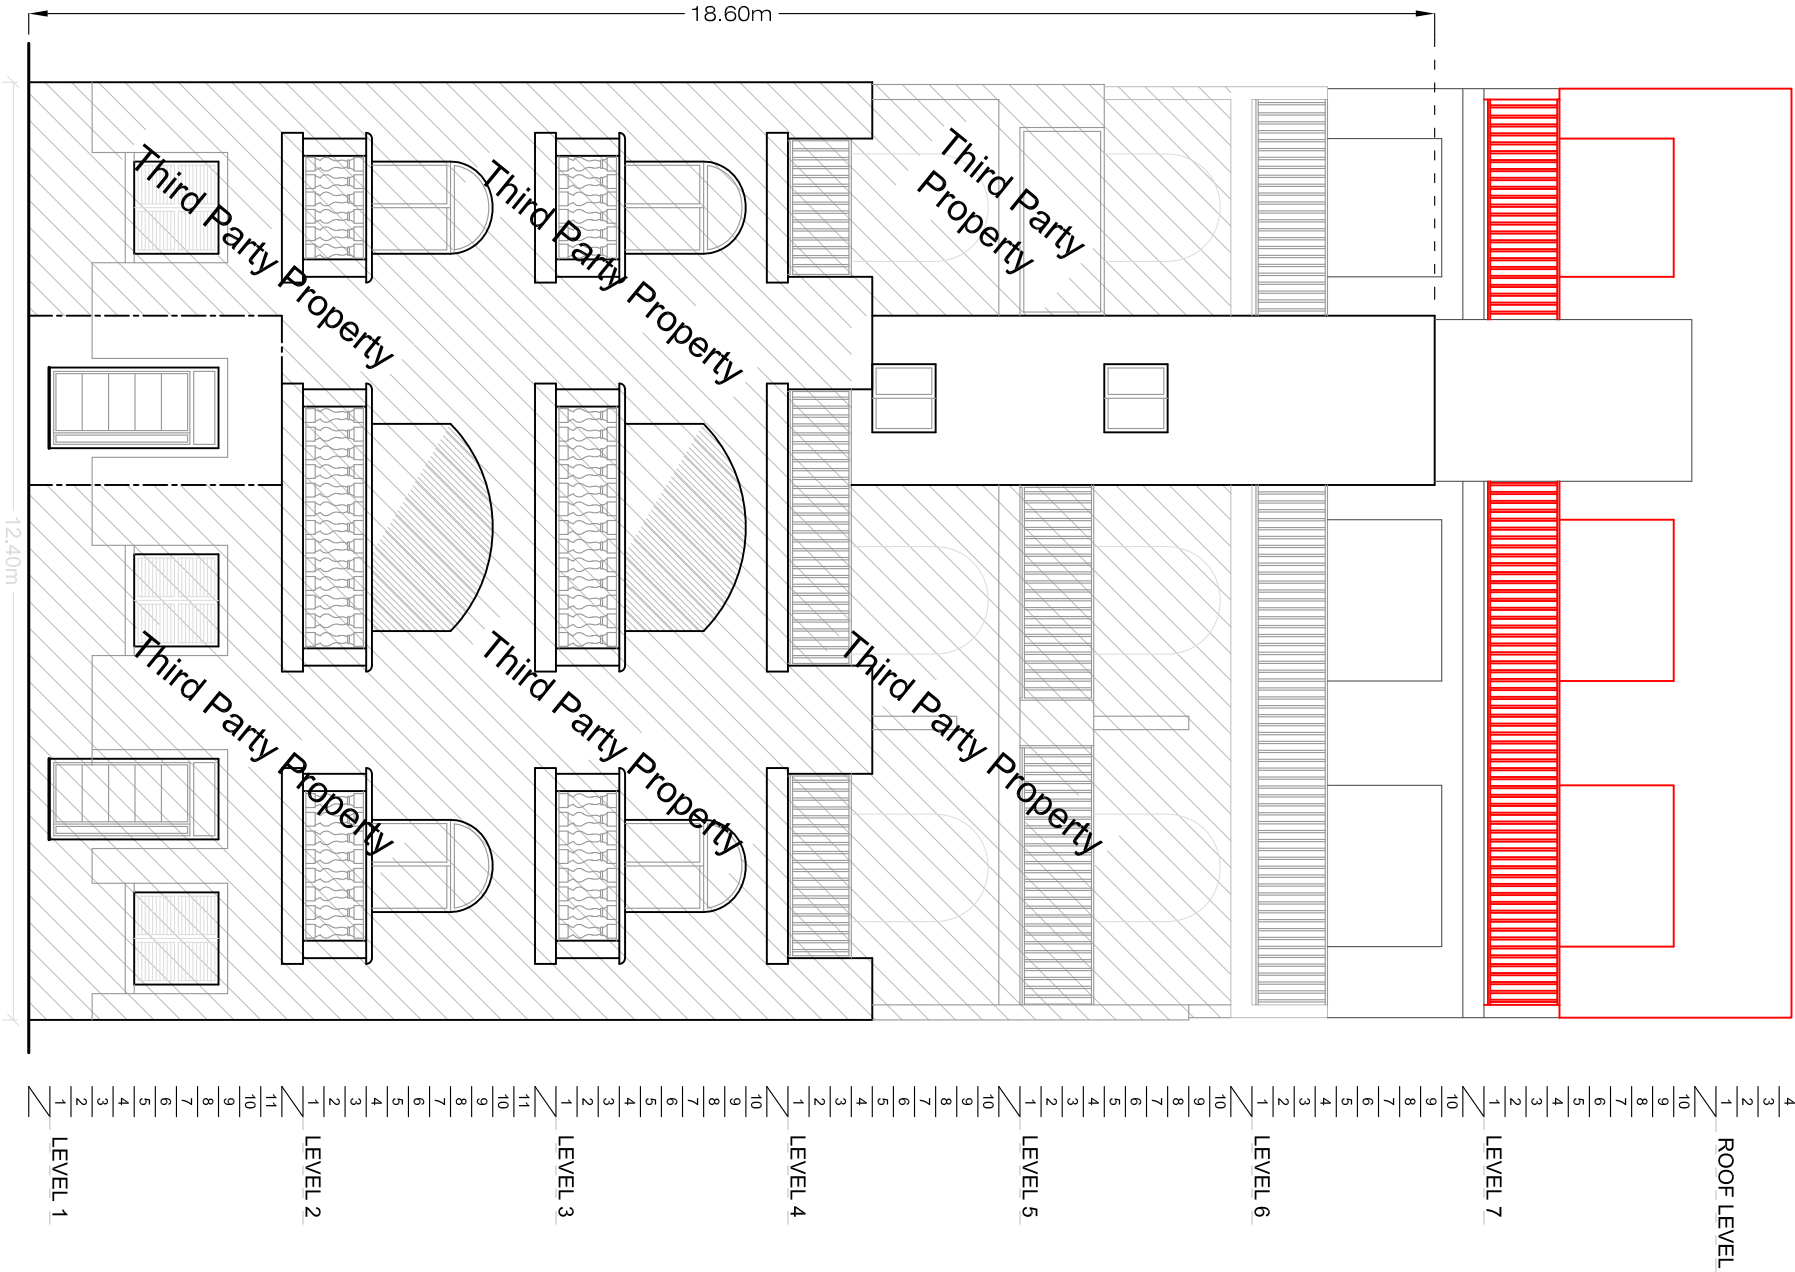 18.60m
12.40m
Third Party Property
Third Party Property
Third Party
Property
Third Party Property
Third Party Property
Third Party Property
1 2 3 4 5 6 7 8 9 10 11
1 2 3 4 5 6 7 8 9 10 11
1 2 3 4 5 6 7 8 9 10
1 2 3 4 5 6 7 8 9 10
1 2 3 4 5 6 7 8 9 10
1 2 3 4 5 6 7 8 9 10
1 2 3 4 5 6 7 8 9 10
1 2 3 4
LEVEL 1
LEVEL 2
LEVEL 3
LEVEL 4
LEVEL 5
LEVEL 6
LEVEL 7
ROOF LEVEL